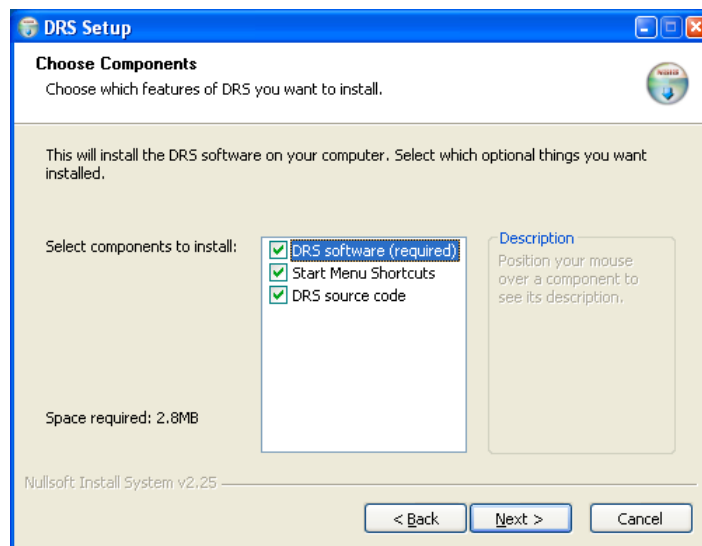 DRS Setup
Choose Components
Choose which features of DRS you want to install.
This will install the DRS software on your computer. Select which optional things you want
installed.
Select components to install:
DRS software (required)
Start Menu Shortcuts
DRS source code
Description
Position your mouse
over a component to
see its description.
Space required: 2.8MB
Nullsoft Install System v2.25
< Back
Next >
Cancel